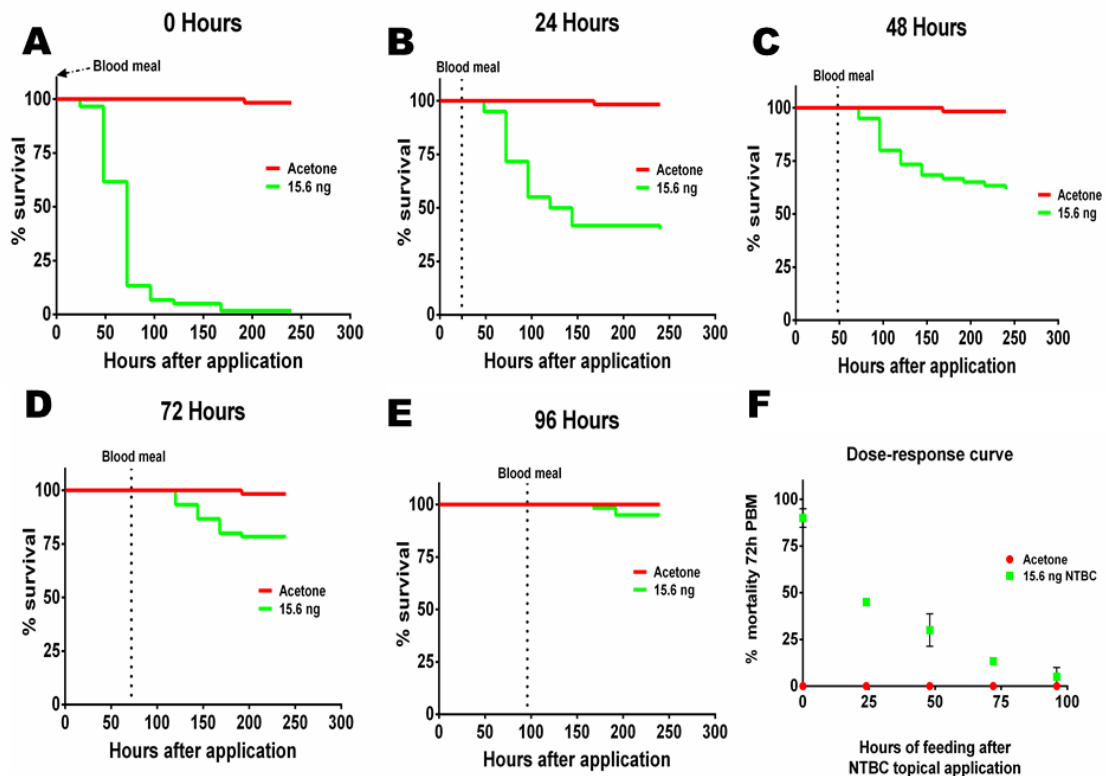 A
0 Hours
Blood meal
100
75
50
25
0
% survival
Acetone
15.6 ng
0 50 100 150 200 250 300
Hours after application
B
24 Hours
Blood meal
100
75
50
25
0
% survival
Acetone
15.6 ng
0 50 100 150 200 250 300
Hours after application
C
48 Hours
Blood meal
100
75
50
25
0
% survival
Acetone
15.6 ng
0 50 100 150 200 250 300
Hours after application
D
72 Hours
Blood meal
100
75
50
25
0
% survival
Acetone
15.6 ng
0 50 100 150 200 250 300
Hours after application
E
96 Hours
Blood meal
100
75
50
25
0
% survival
Acetone
15.6 ng
0 50 100 150 200 250 300
Hours after application
F
Dose-response curve
100
75
50
25
0
% mortality 72h PBM
Acetone
15.6 ng NTBC
0 25 50 75 100
Hours of feeding after
NTBC topical application